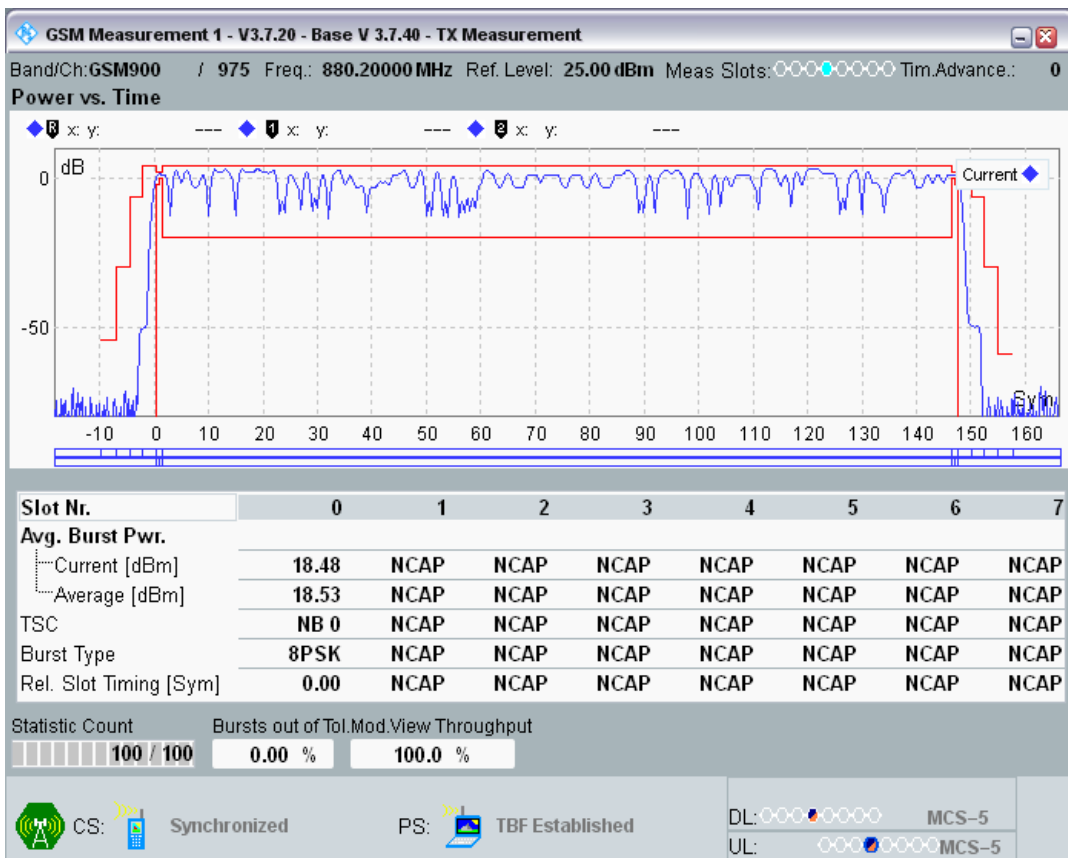 GSM Measurement 1 - V3.7.20 - Base V 3.7.40 - TX Measurement
Band/Ch:GSM900 / 975 Freq.: 880.20000 MHz Ref. Level: 25.00 dBm Meas Slots: Tim.Advance.: 0
Power vs. Time
R x: y: --- 1 x: y: --- 2 x: y: ---
dB
0
Current
-50
Sym
-10 0 10 20 30 40 50 60 70 80 90 100 110 120 130 140 150 160
Slot Nr. 0 1 2 3 4 5 6 7
Avg. Burst Pwr.
Current [dBm] 18.48 NCAP NCAP NCAP NCAP NCAP NCAP NCAP
Average [dBm] 18.53 NCAP NCAP NCAP NCAP NCAP NCAP NCAP
TSC NB 0 NCAP NCAP NCAP NCAP NCAP NCAP NCAP
Burst Type 8PSK NCAP NCAP NCAP NCAP NCAP NCAP NCAP
Rel. Slot Timing [Sym] 0.00 NCAP NCAP NCAP NCAP NCAP NCAP NCAP
Statistic Count Bursts out of Tol.Mod.View Throughput
100 / 100 0.00 % 100.0 %
CS: Synchronized PS: TBF Established
DL: MCS-5
UL: MCS-5